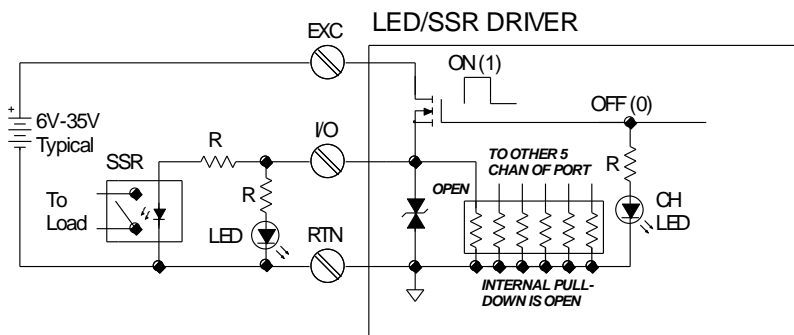 LED/SSR DRIVER
EXC
ON (1)
OFF (0)
+
6V-35V
Typical
SSR
R
I/O
TO OTHER 5
CHAN OF PORT
R
OPEN
R
To
Load
LED
CH
LED
RTN
INTERNAL PULL-
DOWN IS OPEN